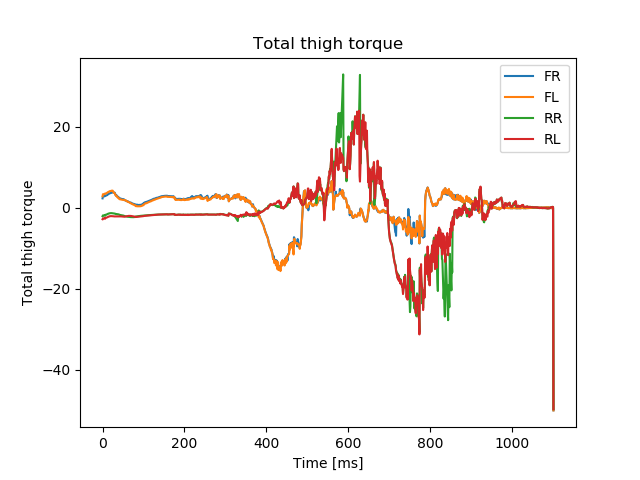 Total thigh torque
FR
FL
RR
RL
Total thigh torque
20
0
−20
−40
0
200
400
600
800
1000
Time [ms]